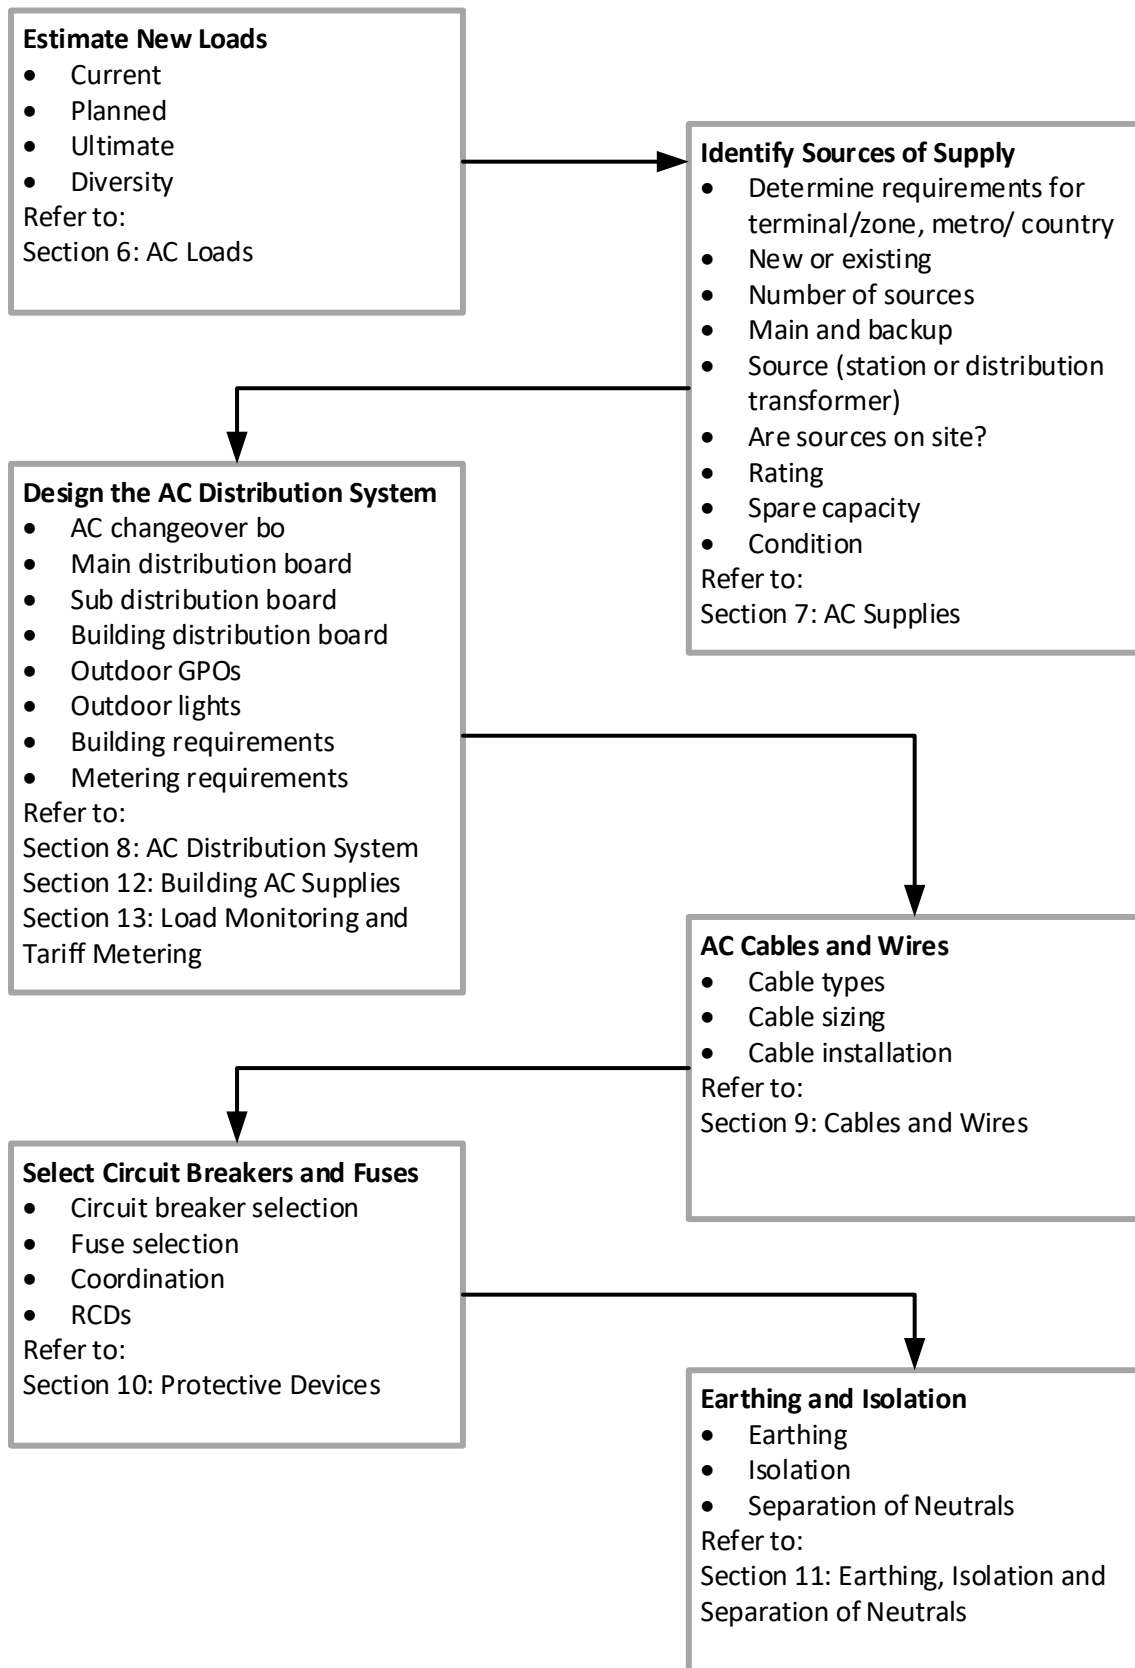 Estimate New Loads
• Current
• Planned
• Ultimate
• Diversity
Refer to:
Section 6: AC Loads
Identify Sources of Supply
• Determine requirements for
terminal/zone, metro/ country
• New or existing
• Number of sources
• Main and backup
• Source (station or distribution
transformer)
• Are sources on site?
• Rating
• Spare capacity
• Condition
Refer to:
Section 7: AC Supplies
Design the AC Distribution System
• AC changeover bo
• Main distribution board
• Sub distribution board
• Building distribution board
• Outdoor GPOs
• Outdoor lights
• Building requirements
• Metering requirements
Refer to:
Section 8: AC Distribution System
Section 12: Building AC Supplies
Section 13: Load Monitoring and
Tariff Metering
AC Cables and Wires
• Cable types
• Cable sizing
• Cable installation
Refer to:
Section 9: Cables and Wires
Select Circuit Breakers and Fuses
• Circuit breaker selection
• Fuse selection
• Coordination
• RCDs
Refer to:
Section 10: Protective Devices
Earthing and Isolation
• Earthing
• Isolation
• Separation of Neutrals
Refer to:
Section 11: Earthing, Isolation and
Separation of Neutrals